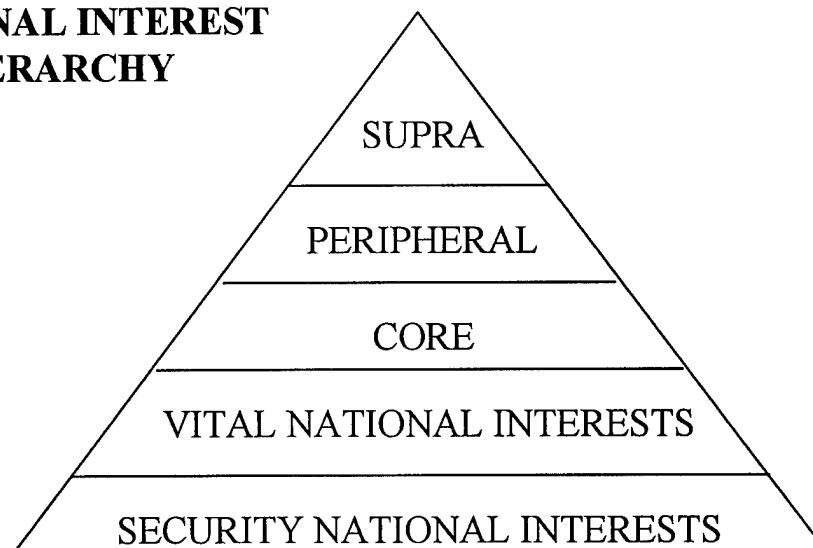 NAL INTEREST
ERARCHY
SUPRA
PERIPHERAL
CORE
VITAL NATIONAL INTERESTS
SECURITY NATIONAL INTERESTS